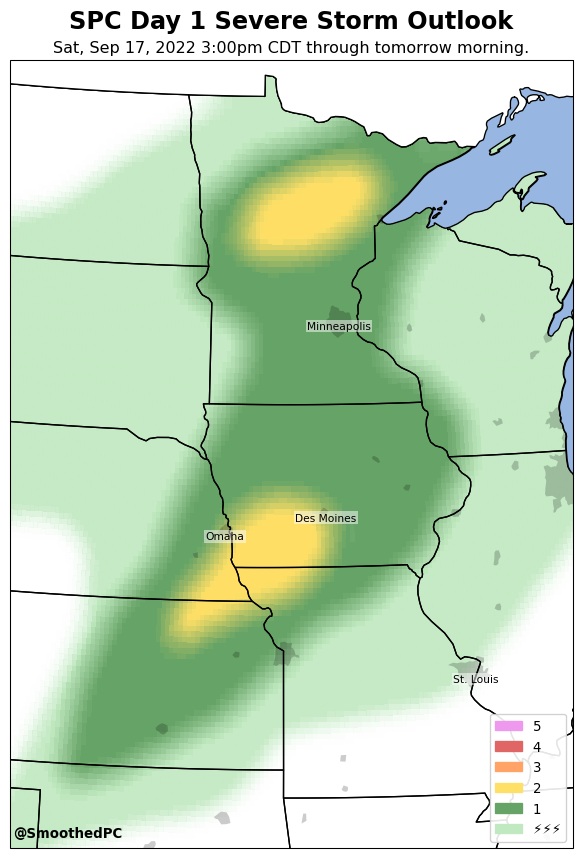 SPC Day 1 Severe Storm Outlook
Sat, Sep 17, 2022 3:00pm CDT through tomorrow morning.
Minneapolis
Des Moines
Omaha
St. Louis
5
4
3
2
1
⚡⚡⚡
@SmoothedPC